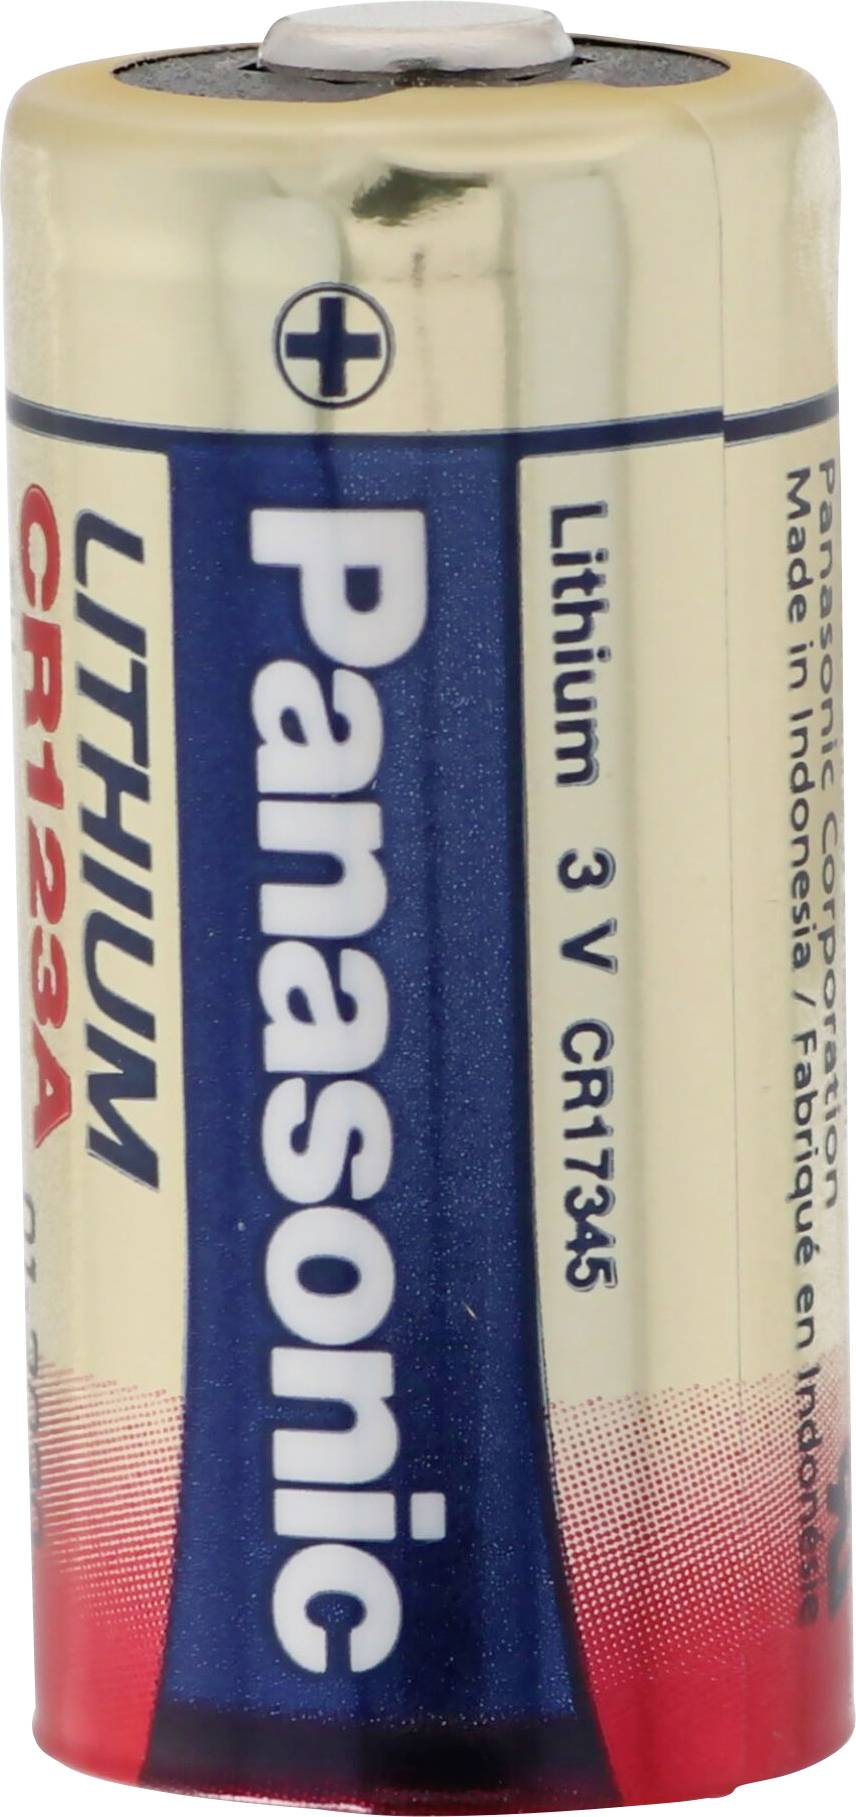 LITHIUM
CR123A
Panasonic
Lithium 3 V CR17345
Panasonic Corporation
Made in Indonesia / Fabriqué en Indonésie